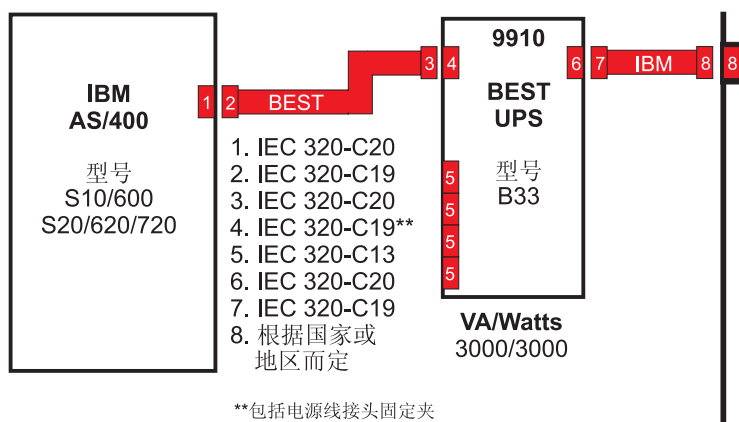 IBM
AS/400
型号
S10/600
S20/620/720
1
2
BEST
3
4
9910
BEST
UPS
型号
B33
5
5
5
5
6
7
IBM
8
8
1. IEC 320-C20
2. IEC 320-C19
3. IEC 320-C20
4. IEC 320-C19**
5. IEC 320-C13
6. IEC 320-C20
7. IEC 320-C19
8. 根据国家或
地区而定
VA/Watts
3000/3000
**包括电源线接头固定夹